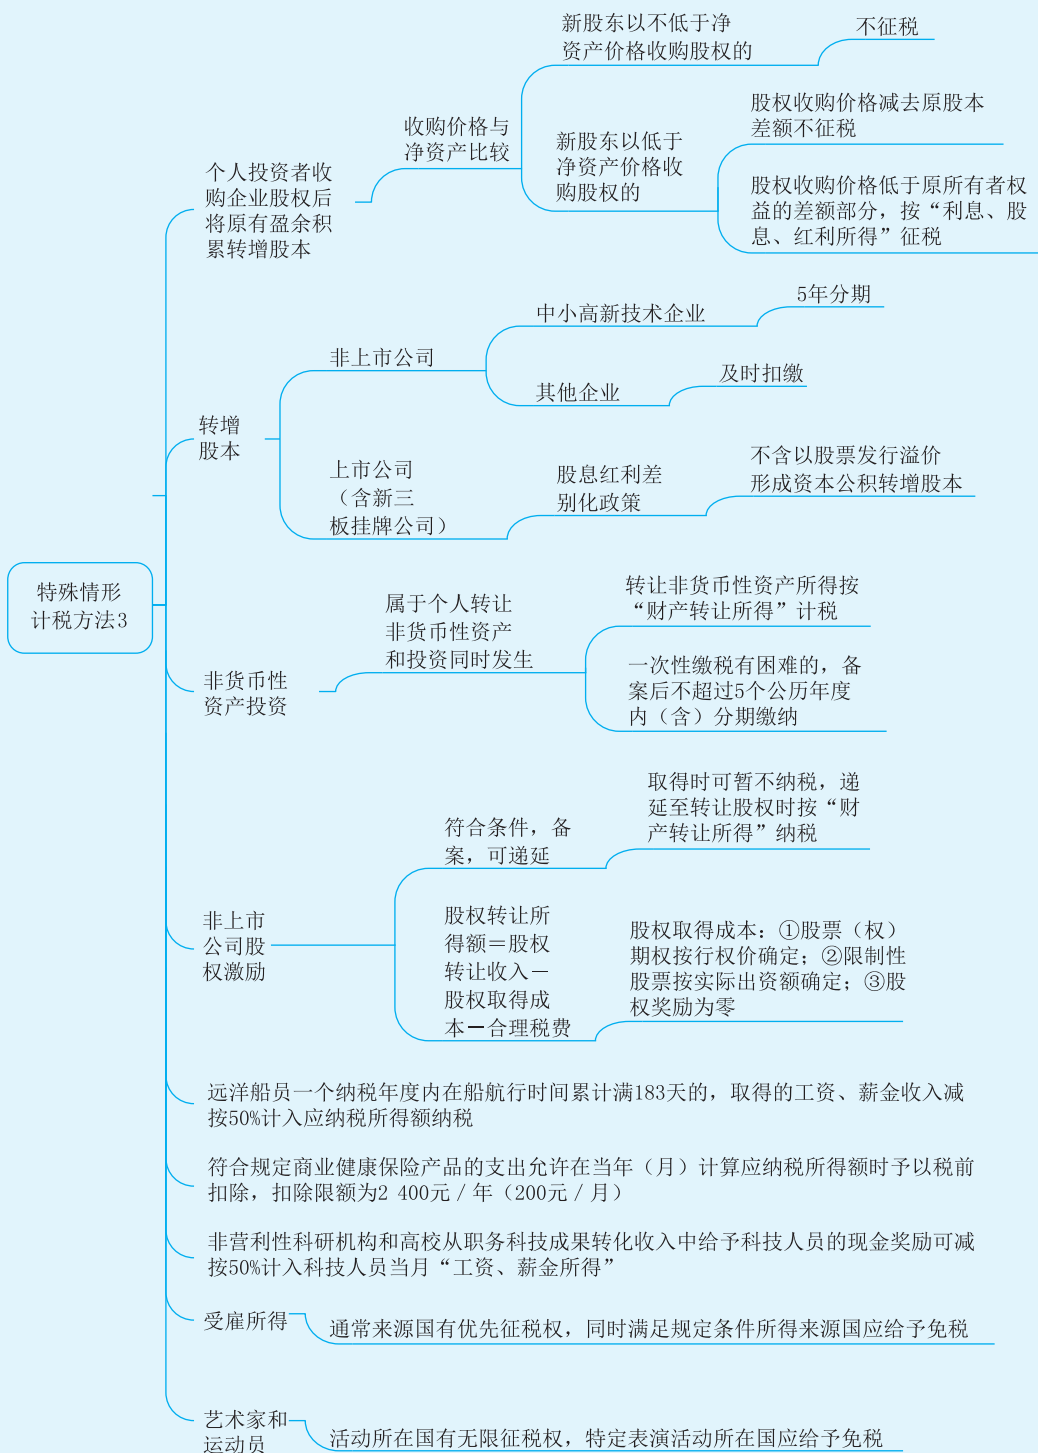 特殊情形
计税方法3
个人投资者收
购企业股权后
将原有盈余积
累转增股本
收购价格与
净资产比较
新股东以不低于净
资产价格收购股权的
不征税
新股东以低于
净资产价格收
购股权的
股权收购价格减去原股本
差额不征税
股权收购价格低于原所有者权
益的差额部分，按“利息、股
息、红利所得”征税
转增
股本
非上市公司
中小高新技术企业
5年分期
其他企业
及时扣缴
上市公司
（含新三
板挂牌公司）
股息红利差
别化政策
不含以股票发行溢价
形成资本公积转增股本
非货币性
资产投资
属于个人转让
非货币性资产
和投资同时发生
转让非货币性资产所得按
“财产转让所得”计税
一次性缴税有困难的，备
案后不超过5个公历年度
内（含）分期缴纳
非上市
公司股
权激励
符合条件，备
案，可递延
取得时可暂不纳税，递
延至转让股权时按“财
产转让所得”纳税
股权转让所
得额＝股权
转让收入－
股权取得成
本－合理税费
股权取得成本：①股票（权）
期权按行权价确定；②限制性
股票按实际出资额确定；③股
权奖励为零
远洋船员一个纳税年度内在船航行时间累计满183天的，取得的工资、薪金收入减
按50%计入应纳税所得额纳税
符合规定商业健康保险产品的支出允许在当年（月）计算应纳税所得额时予以税前
扣除，扣除限额为2 400元／年（200元／月）
非营利性科研机构和高校从职务科技成果转化收入中给予科技人员的现金奖励可减
按50%计入科技人员当月“工资、薪金所得”
受雇所得
通常来源国有优先征税权，同时满足规定条件所得来源国应给予免税
艺术家和
运动员
活动所在国有无限征税权，特定表演活动所在国应给予免税